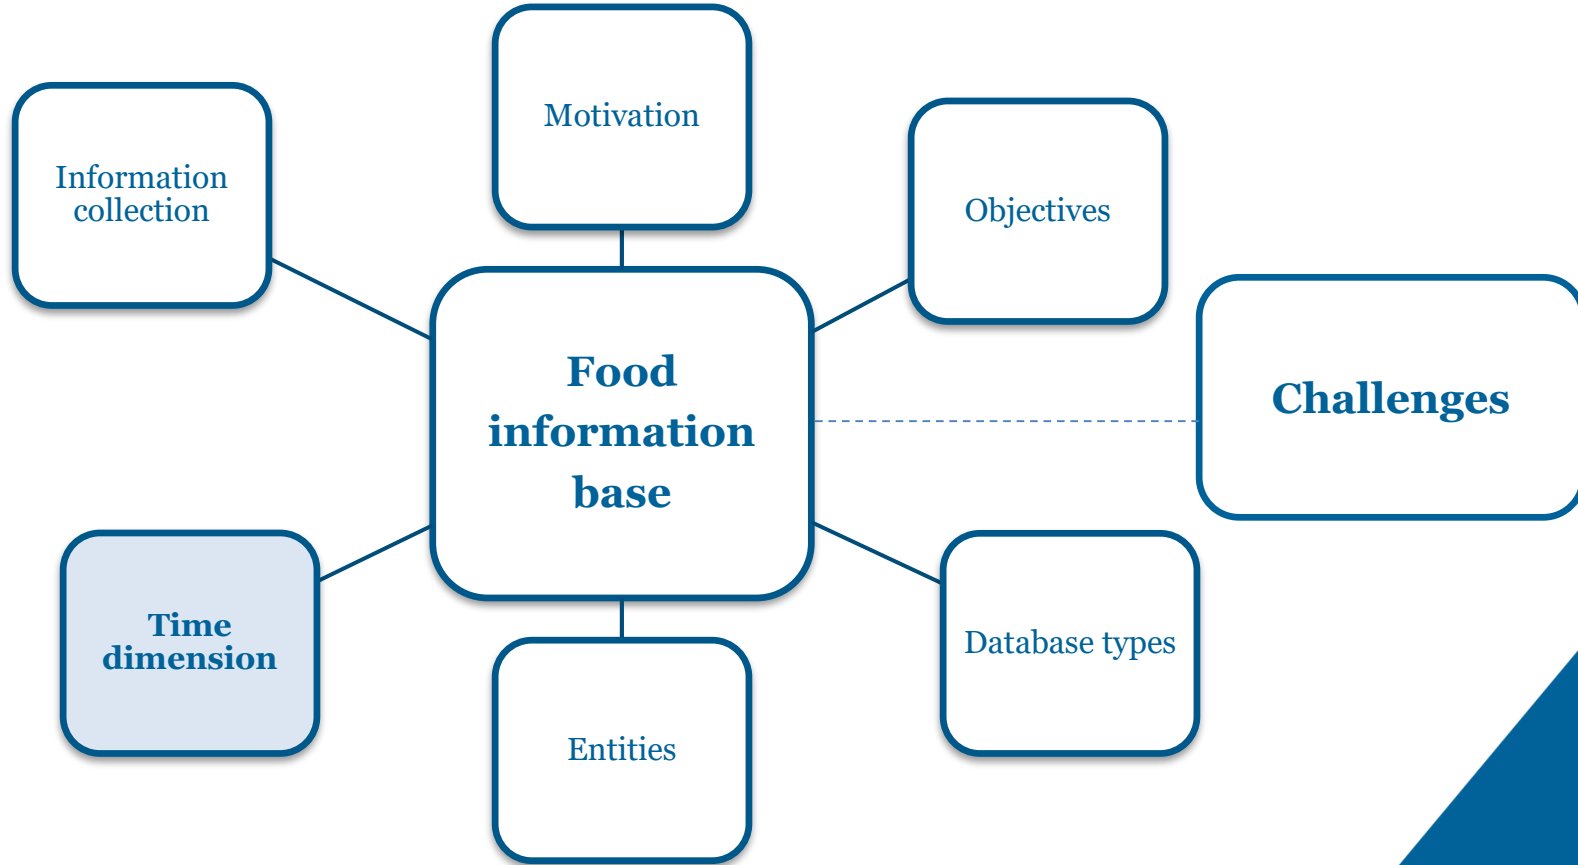 Motivation
Information
collection
Objectives
Food
information
base
Challenges
Time
dimension
Database types
Entities